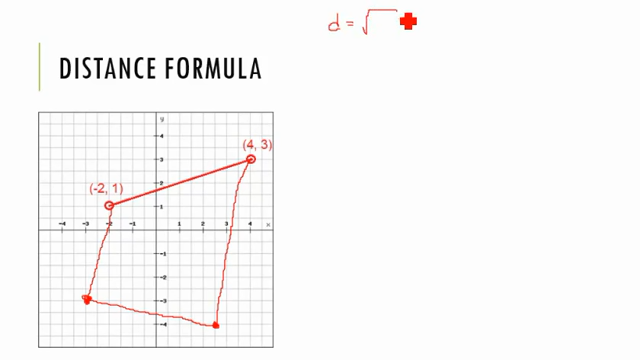 d = √
DISTANCE FORMULA
y
4
(4, 3)
3
2
(-2, 1)
1
-4 -3 -2 -1 1 2 3 4 x
-1
-2
-3
-4